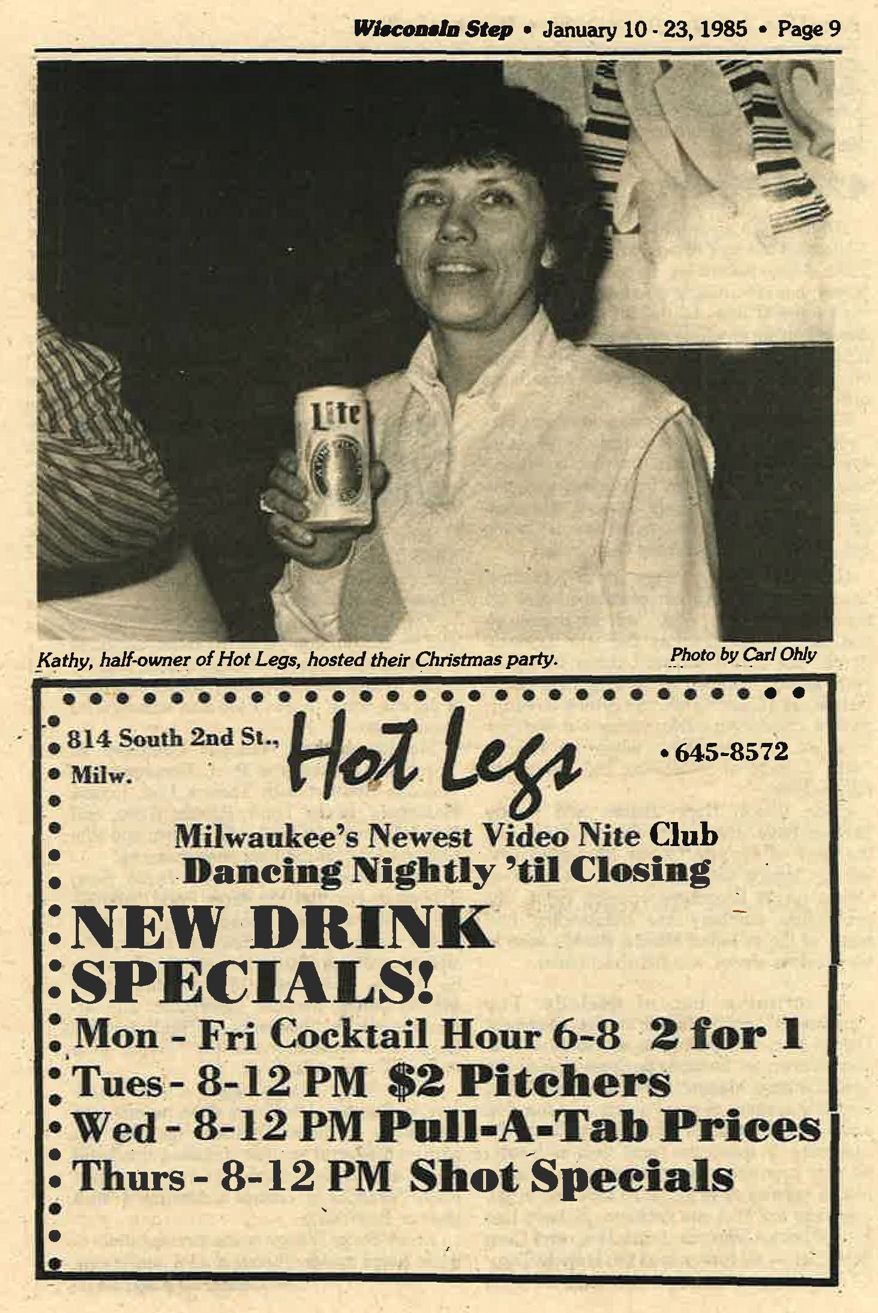 Wisconsin Step • January 10 - 23, 1985 • Page 9
Lite
Kathy, half-owner of Hot Legs, hosted their Christmas party.
Photo by Carl Ohly
814 South 2nd St.,
Milw.
Hot Legs
• 645-8572
Milwaukee's Newest Video Nite Club
Dancing Nightly 'til Closing
NEW DRINK
SPECIALS!
Mon - Fri Cocktail Hour 6-8 2 for 1
Tues - 8-12 PM $2 Pitchers
Wed - 8-12 PM Pull-A-Tab Prices
Thurs - 8-12 PM Shot Specials